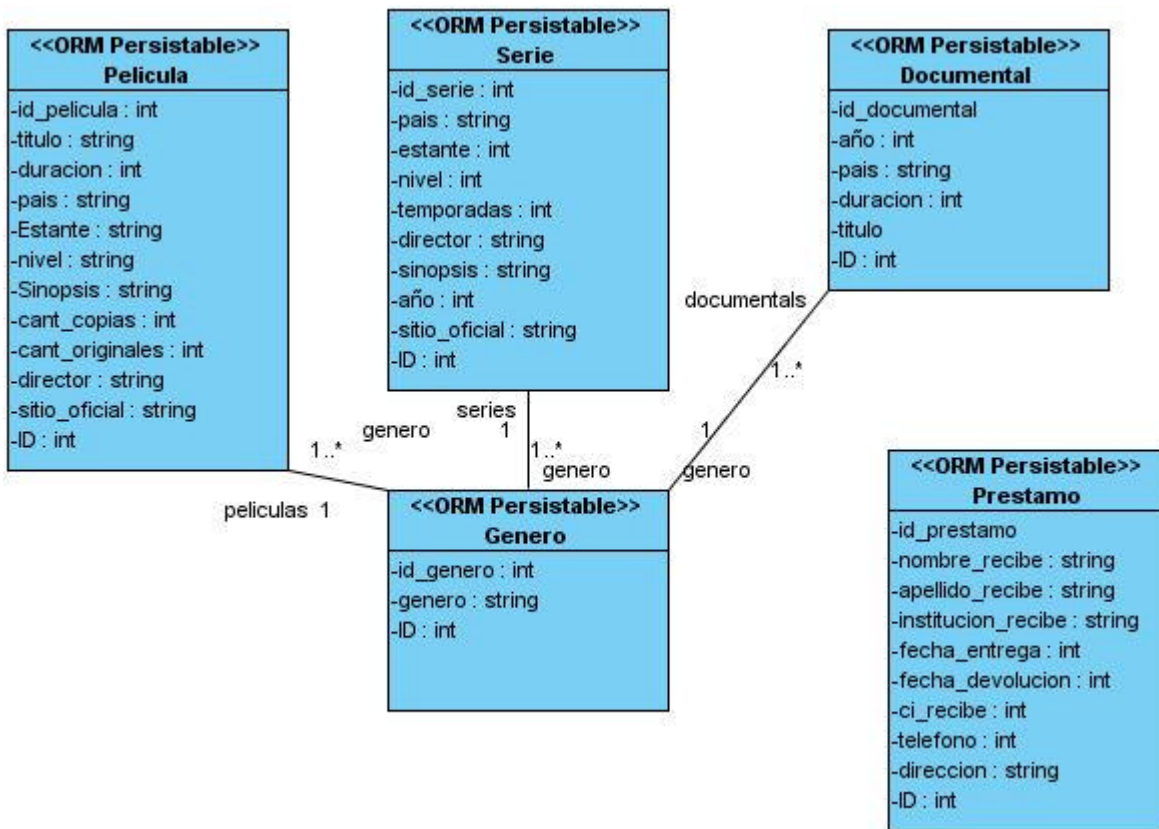 <<ORM Persistable>>
Pelicula
-id_pelicula : int
-titulo : string
-duracion : int
-pais : string
-Estante : string
-nivel : string
-Sinopsis : string
-cant_copias : int
-cant_originales : int
-director : string
-sitio_oficial : string
-ID : int
<<ORM Persistable>>
Serie
-id_serie : int
-pais : string
-estante : int
-nivel : int
-temporadas : int
-director : string
-sinopsis : string
-año : int
-sitio_oficial : string
-ID : int
<<ORM Persistable>>
Documental
-id_documental
-año : int
-pais : string
-duracion : int
-titulo
-ID : int
documentals
1..*
series
1
genero
1..*
1..*
genero
1
genero
peliculas 1
<<ORM Persistable>>
Genero
-id_genero : int
-genero : string
-ID : int
<<ORM Persistable>>
Prestamo
-id_prestamo
-nombre_recibe : string
-apellido_recibe : string
-institucion_recibe : string
-fecha_entrega : int
-fecha_devolucion : int
-ci_recibe : int
-telefono : int
-direccion : string
-ID : int